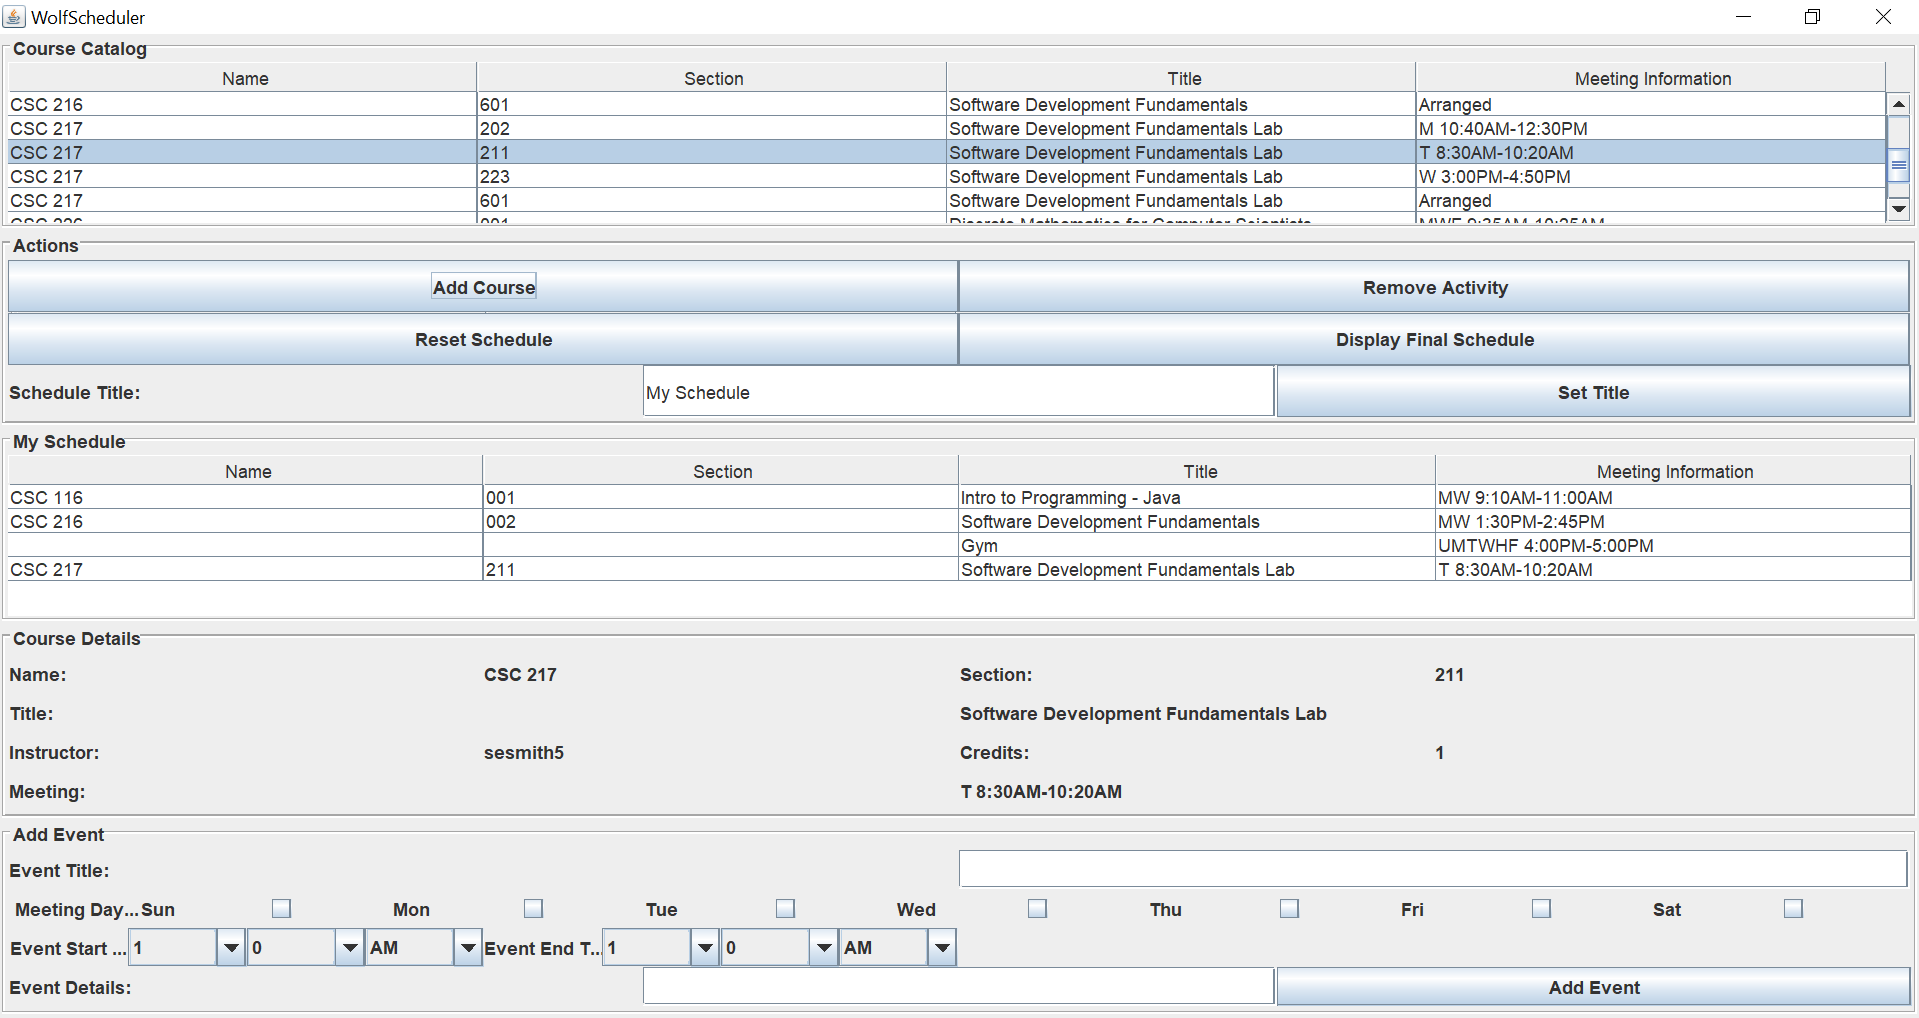 WolfScheduler
Course Catalog
Name Section Title Meeting Information
CSC 216 601 Software Development Fundamentals Arranged
CSC 217 202 Software Development Fundamentals Lab M 10:40AM-12:30PM
CSC 217 211 Software Development Fundamentals Lab T 8:30AM-10:20AM
CSC 217 223 Software Development Fundamentals Lab W 3:00PM-4:50PM
CSC 217 601 Software Development Fundamentals Lab Arranged
Discrete Mathematics for Computer Scientists
Actions
Add Course Remove Activity
Reset Schedule Display Final Schedule
Schedule Title: My Schedule Set Title
My Schedule
Name Section Title Meeting Information
CSC 116 001 Intro to Programming - Java MW 9:10AM-11:00AM
CSC 216 002 Software Development Fundamentals MW 1:30PM-2:45PM
Gym UMTWHF 4:00PM-5:00PM
CSC 217 211 Software Development Fundamentals Lab T 8:30AM-10:20AM
Course Details
Name: CSC 217 Section: 211
Title: Software Development Fundamentals Lab
Instructor: sesmith5 Credits: 1
Meeting: T 8:30AM-10:20AM
Add Event
Event Title:
Meeting Day... Sun Mon Tue Wed Thu Fri Sat
Event Start ... 1 0 AM Event End T... 1 0 AM
Event Details: Add Event